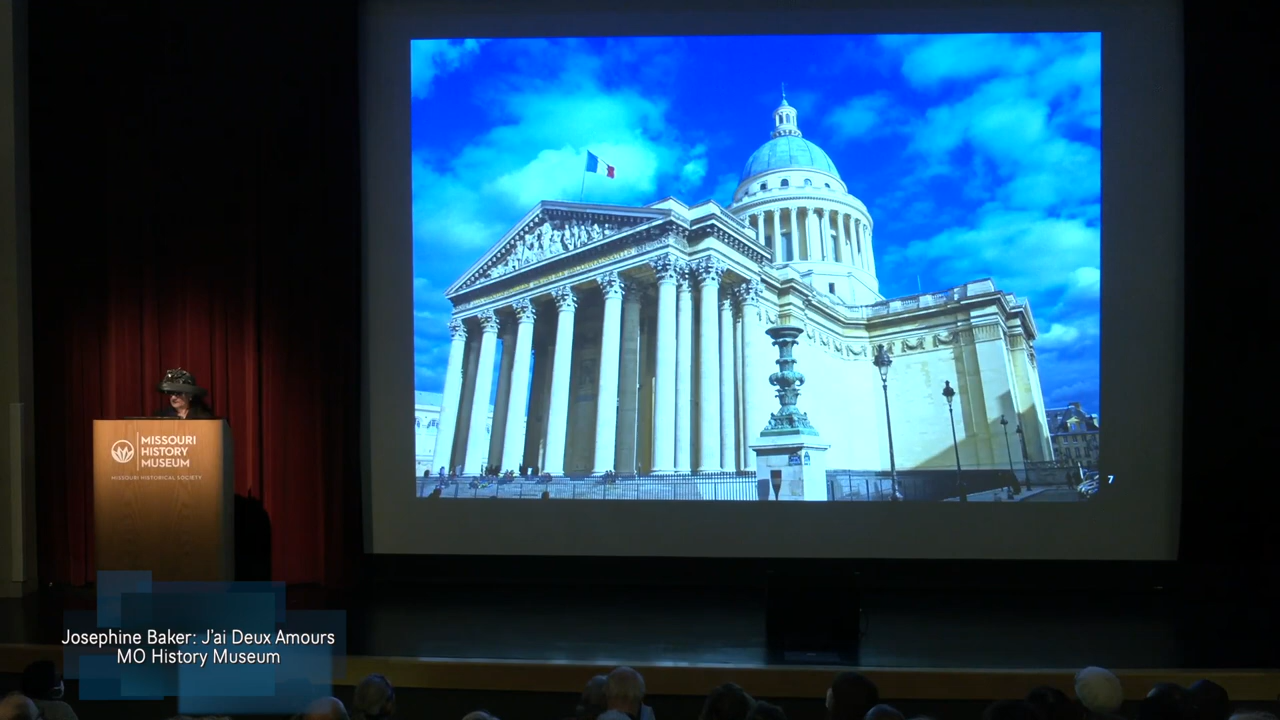 MISSOURI
HISTORY
MUSEUM
MISSOURI HISTORICAL SOCIETY
7
Josephine Baker: J'ai Deux Amours
MO History Museum